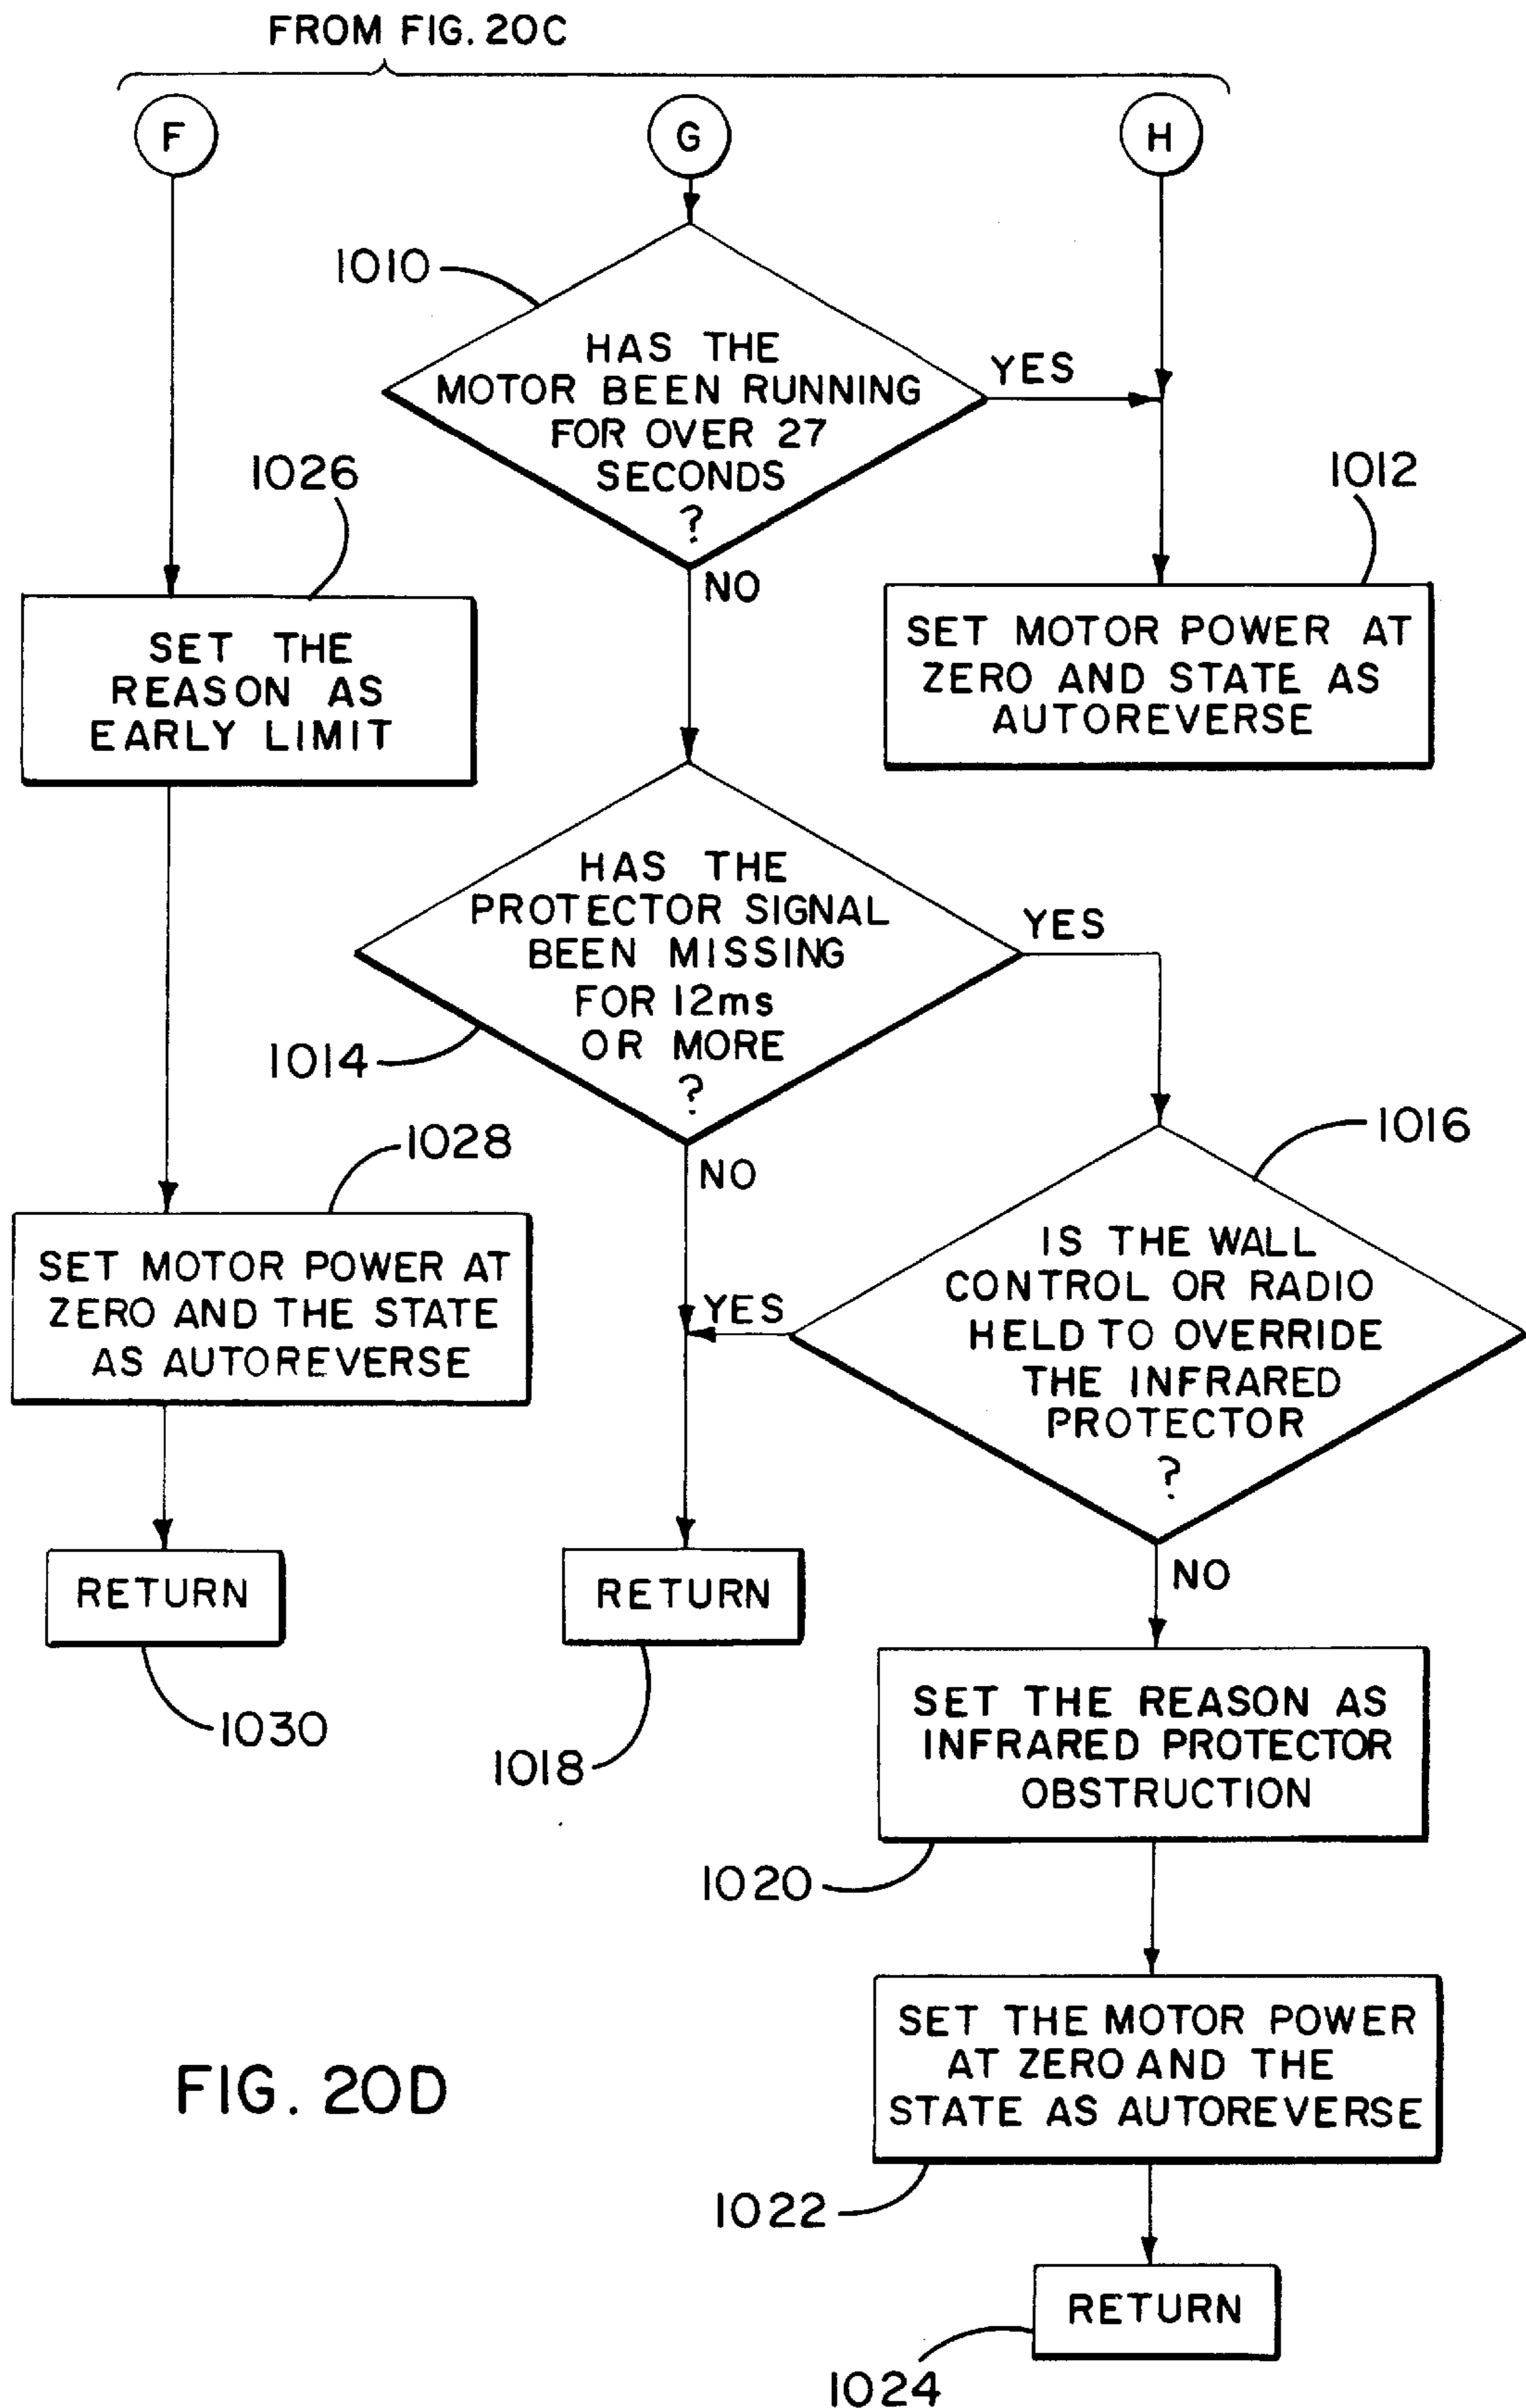 FROM FIG. 20C
F
G
H
1010
HAS THE
MOTOR BEEN RUNNING
FOR OVER 27
SECONDS
?
YES
NO
1026
SET THE
REASON AS
EARLY LIMIT
1012
SET MOTOR POWER AT
ZERO AND STATE AS
AUTOREVERSE
HAS THE
PROTECTOR SIGNAL
BEEN MISSING
FOR 12ms
OR MORE
?
YES
1014
NO
1028
SET MOTOR POWER AT
ZERO AND THE STATE
AS AUTOREVERSE
1016
IS THE WALL
CONTROL OR RADIO
HELD TO OVERRIDE
THE INFRARED
PROTECTOR
?
YES
NO
RETURN
1030
RETURN
1018
SET THE REASON AS
INFRARED PROTECTOR
OBSTRUCTION
1020
SET THE MOTOR POWER
AT ZERO AND THE
STATE AS AUTOREVERSE
1022
RETURN
1024
FIG. 20D